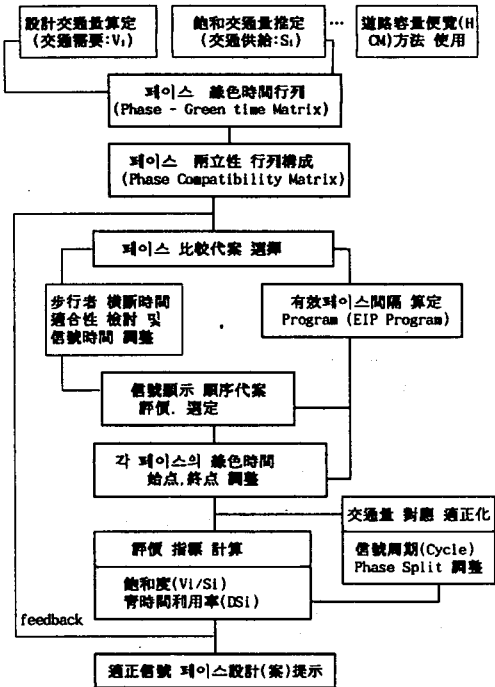 設計交通量算定
(交通需要:Vi)
飽和交通量推定
(交通供給:Si)
…
道路容量便覽(H
CM)方法 使用
페이스 綠色時間行列
(Phase - Green time Matrix)
페이스 兩立性 行列構成
(Phase Compatibility Matrix)
페이스 比較代案 選擇
步行者 橫斷時間
適合性 檢討 및
信號時間 調整
有效페이스間隔 算定
Program (EIP Program)
信號顯示 順序代案
評價. 選定
각 페이스의 綠色時間
始点,終点 調整
交通量 對應 適正化
信號周期(Cycle)
Phase Split 調整
評價 指標 計算
飽和度(Vi/Si)
靑時間利用率(DSi)
feedback
適正信號 페이스設計(案)提示